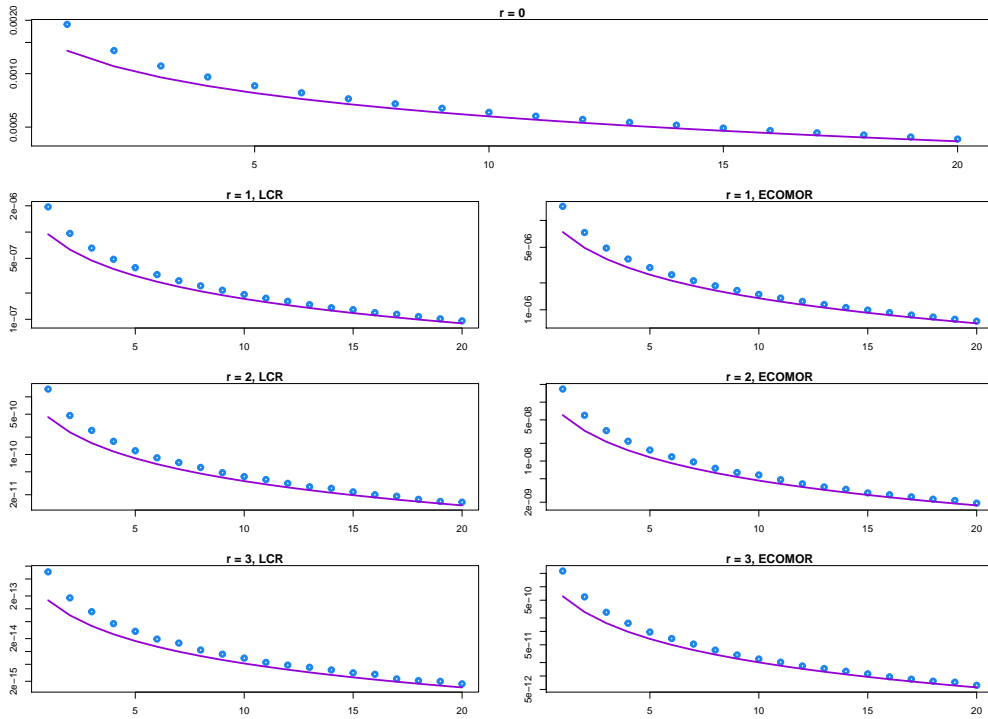 r = 0
0.0020
0.0010
0.0005
5 10 15 20
r = 1, LCR
2e−06
5e−07
1e−07
5 10 15 20
r = 1, ECOMOR
5e−06
1e−06
5 10 15 20
r = 2, LCR
5e−10
1e−10
2e−11
5 10 15 20
r = 2, ECOMOR
5e−08
1e−08
2e−09
5 10 15 20
r = 3, LCR
2e−13
2e−14
2e−15
5 10 15 20
r = 3, ECOMOR
5e−10
5e−11
5e−12
5 10 15 20